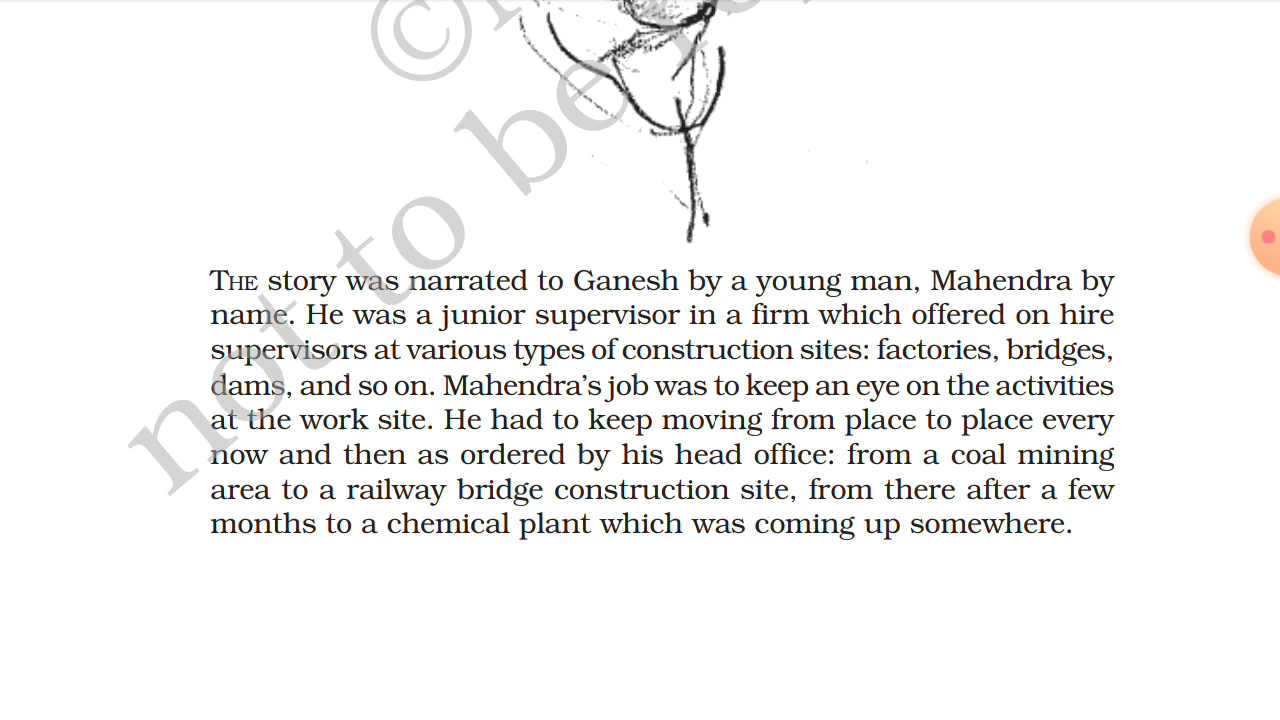 ©
not to be
THE story was narrated to Ganesh by a young man, Mahendra by
name. He was a junior supervisor in a firm which offered on hire
supervisors at various types of construction sites: factories, bridges,
dams, and so on. Mahendra’s job was to keep an eye on the activities
at the work site. He had to keep moving from place to place every
now and then as ordered by his head office: from a coal mining
area to a railway bridge construction site, from there after a few
months to a chemical plant which was coming up somewhere.